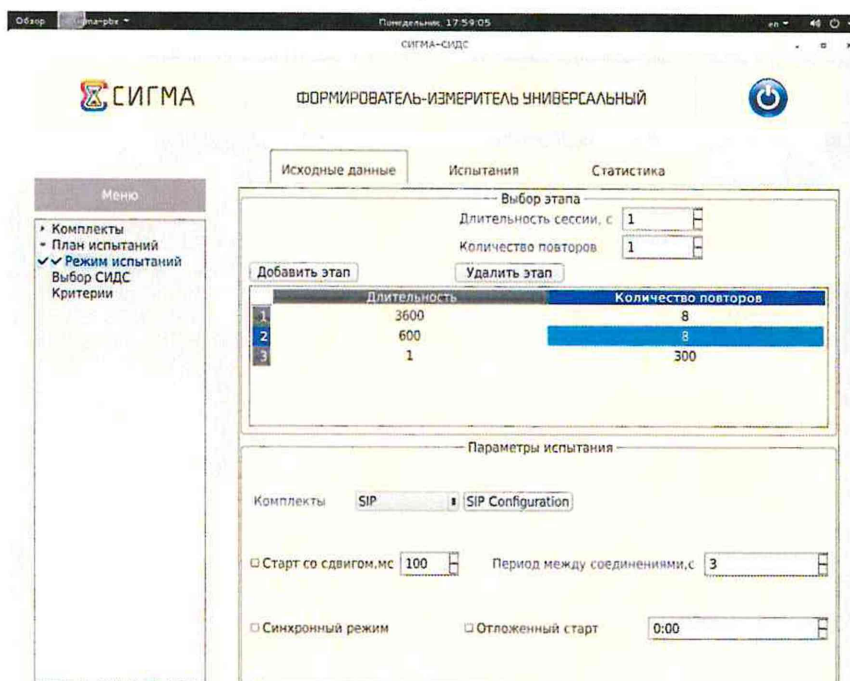 Обзор
Понедельник, 17:59:05
en
СИГМА-СИДС
СИГМА
ФОРМИРОВАТЕЛЬ-ИЗМЕРИТЕЛЬ УНИВЕРСАЛЬНЫЙ
Меню
Комплекты
План испытаний
Режим испытаний
Выбор СИДС
Критерии
Исходные данные Испытания Статистика
Выбор этапа
Длительность сессии, с 1
Количество повторов 1
Добавить этап Удалить этап
Длительность Количество повторов
1 3600 8
2 600 8
3 1 300
Параметры испытания
Комплекты SIP SIP Configuration
Старт со сдвигом,мс 100 Период между соединениями,с 3
Синхронный режим Отложенный старт 0:00